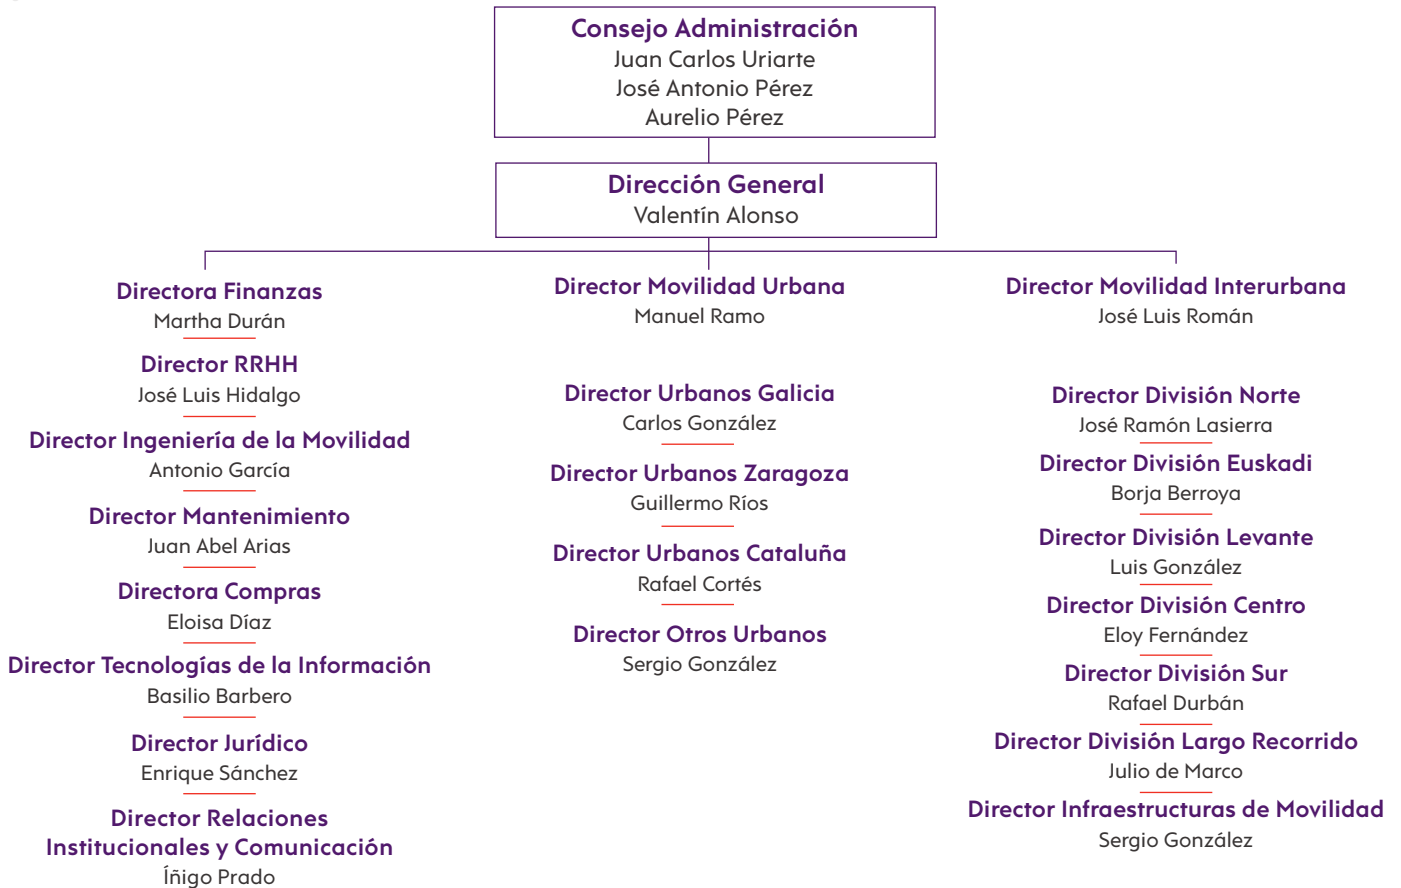 Consejo Administración
Juan Carlos Uriarte
José Antonio Pérez
Aurelio Pérez
Dirección General
Valentín Alonso
Directora Finanzas
Martha Durán
Director RRHH
José Luis Hidalgo
Director Ingeniería de la Movilidad
Antonio García
Director Mantenimiento
Juan Abel Arias
Directora Compras
Eloisa Díaz
Director Tecnologías de la Información
Basilio Barbero
Director Jurídico
Enrique Sánchez
Director Relaciones
Institucionales y Comunicación
Íñigo Prado
Director Movilidad Urbana
Manuel Ramo
Director Urbanos Galicia
Carlos González
Director Urbanos Zaragoza
Guillermo Ríos
Director Urbanos Cataluña
Rafael Cortés
Director Otros Urbanos
Sergio González
Director Movilidad Interurbana
José Luis Román
Director División Norte
José Ramón Lasierra
Director División Euskadi
Borja Berroya
Director División Levante
Luis González
Director División Centro
Eloy Fernández
Director División Sur
Rafael Durbán
Director División Largo Recorrido
Julio de Marco
Director Infraestructuras de Movilidad
Sergio González